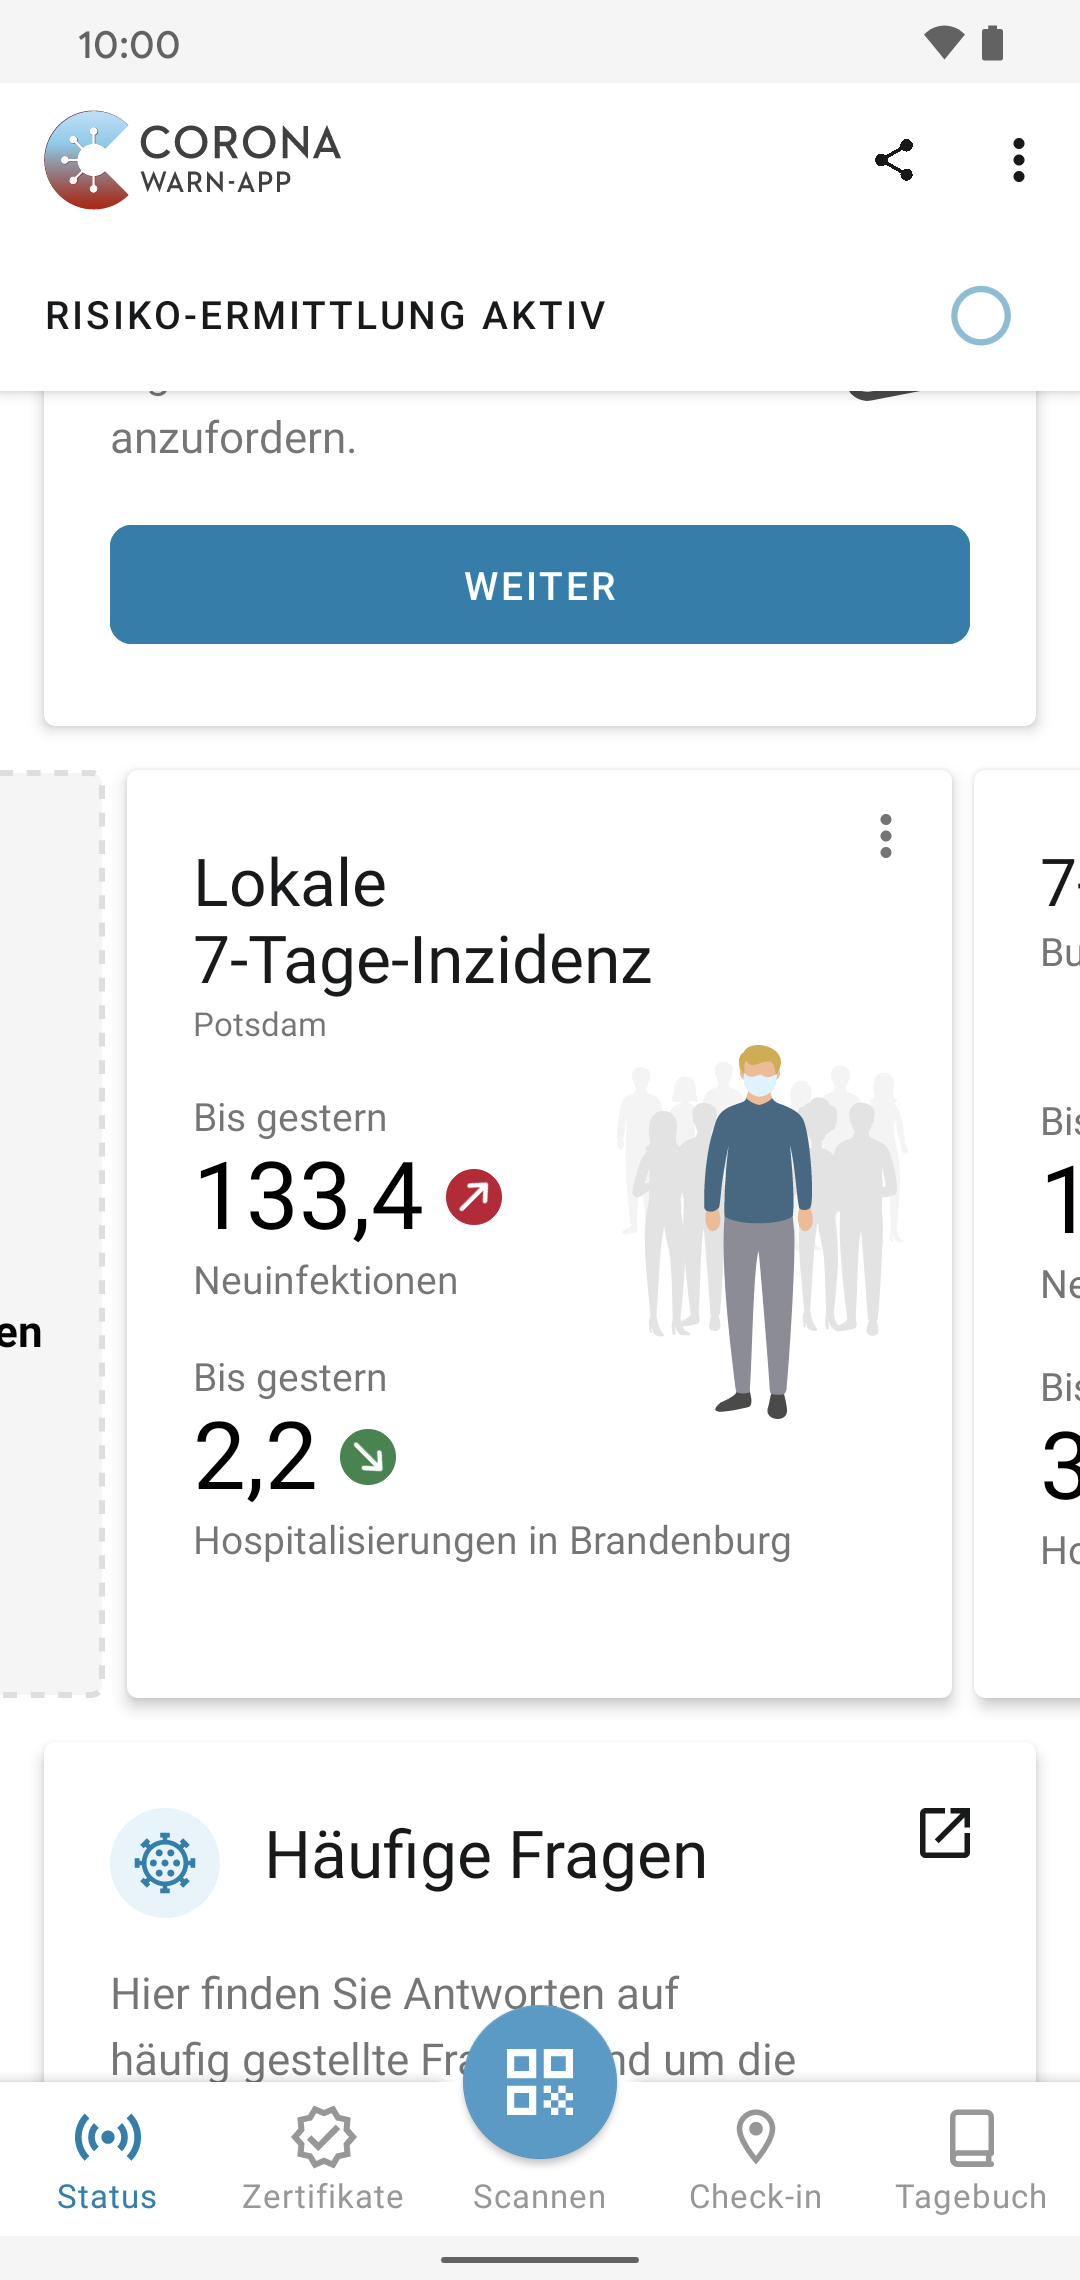 10:00
CORONA
WARN-APP
RISIKO-ERMITTLUNG AKTIV
anzufordern.
WEITER
en
Lokale
7-Tage-Inzidenz
Potsdam
Bis gestern
133,4
Neuinfektionen
Bis gestern
2,2
Hospitalisierungen in Brandenburg
7-
Bu
Bis
1
Ne
Bis
3
Ho
Häufige Fragen
Hier finden Sie Antworten auf
häufig gestellte Fra nd um die
Status
Zertifikate
Scannen
Check-in
Tagebuch